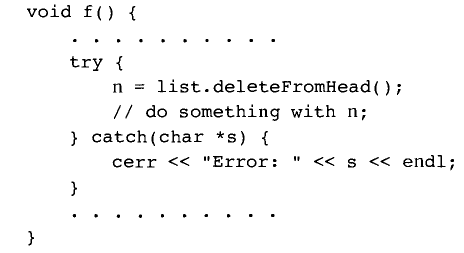 void f() {
    . . . . . . . . . .
    try {
        n = list.deleteFromHead();
        // do something with n;
    } catch(char *s) {
        cerr << "Error: " << s << endl;
    }
    . . . . . . . . . .
}